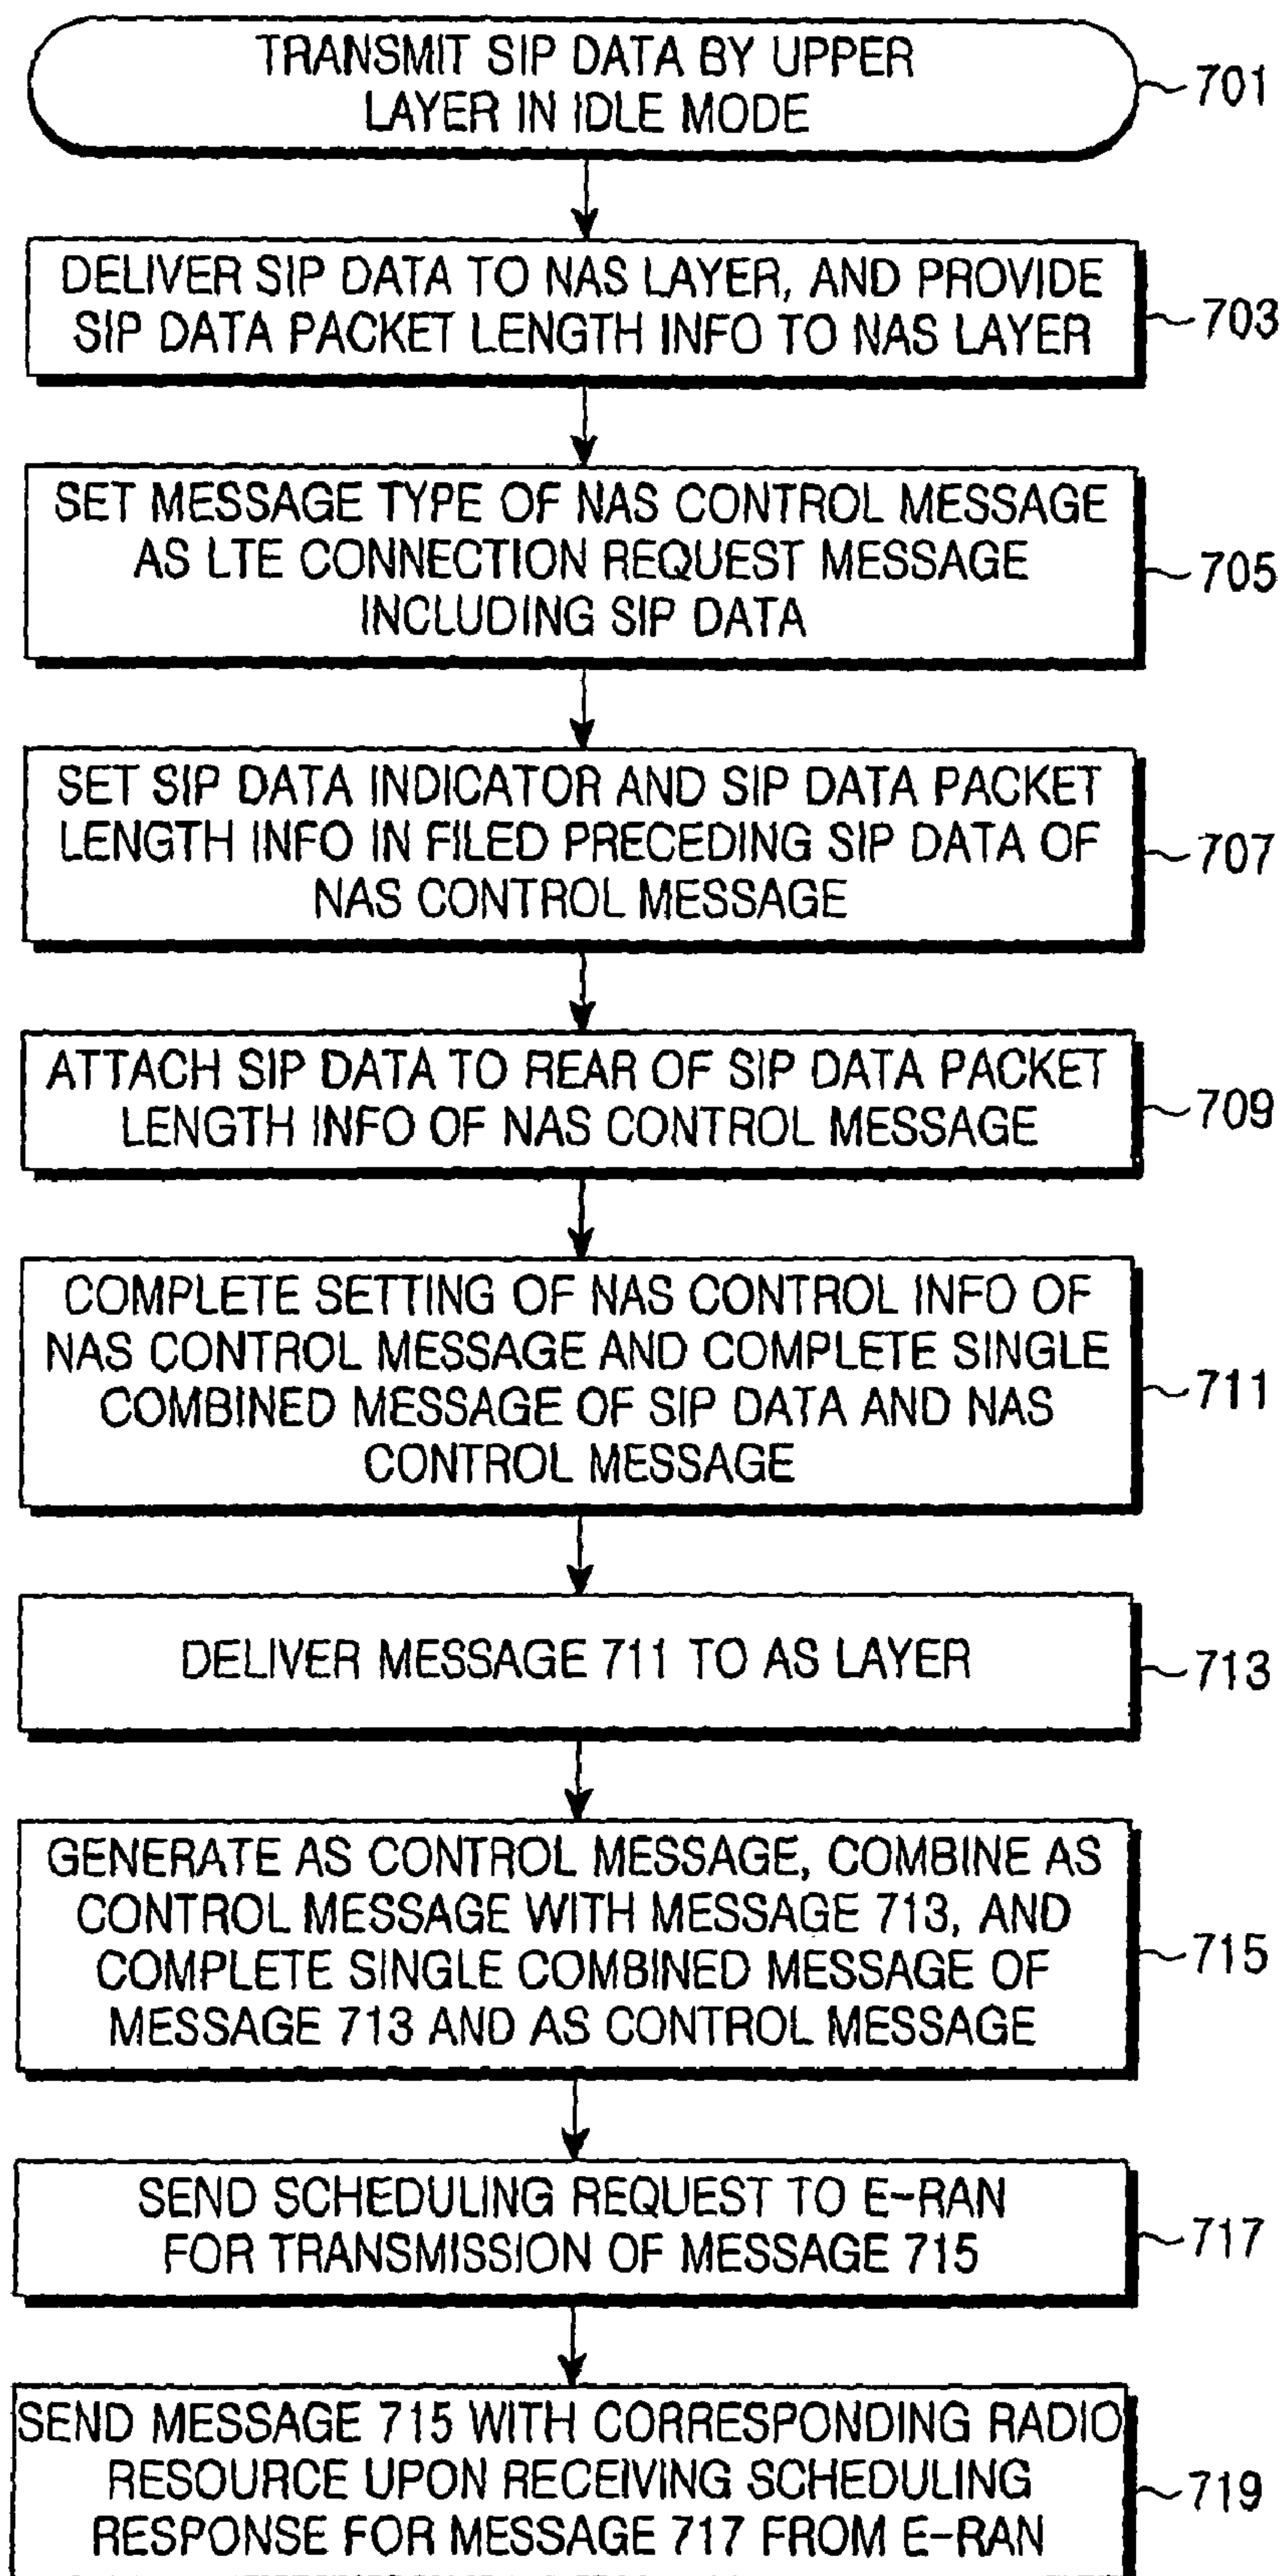 TRANSMIT SIP DATA BY UPPER
LAYER IN IDLE MODE
701
DELIVER SIP DATA TO NAS LAYER, AND PROVIDE
SIP DATA PACKET LENGTH INFO TO NAS LAYER
703
SET MESSAGE TYPE OF NAS CONTROL MESSAGE
AS LTE CONNECTION REQUEST MESSAGE
INCLUDING SIP DATA
705
SET SIP DATA INDICATOR AND SIP DATA PACKET
LENGTH INFO IN FILED PRECEDING SIP DATA OF
NAS CONTROL MESSAGE
707
ATTACH SIP DATA TO REAR OF SIP DATA PACKET
LENGTH INFO OF NAS CONTROL MESSAGE
709
COMPLETE SETTING OF NAS CONTROL INFO OF
NAS CONTROL MESSAGE AND COMPLETE SINGLE
COMBINED MESSAGE OF SIP DATA AND NAS
CONTROL MESSAGE
711
DELIVER MESSAGE 711 TO AS LAYER
713
GENERATE AS CONTROL MESSAGE, COMBINE AS
CONTROL MESSAGE WITH MESSAGE 713, AND
COMPLETE SINGLE COMBINED MESSAGE OF
MESSAGE 713 AND AS CONTROL MESSAGE
715
SEND SCHEDULING REQUEST TO E-RAN
FOR TRANSMISSION OF MESSAGE 715
717
SEND MESSAGE 715 WITH CORRESPONDING RADIO
RESOURCE UPON RECEIVING SCHEDULING
RESPONSE FOR MESSAGE 717 FROM E-RAN
719